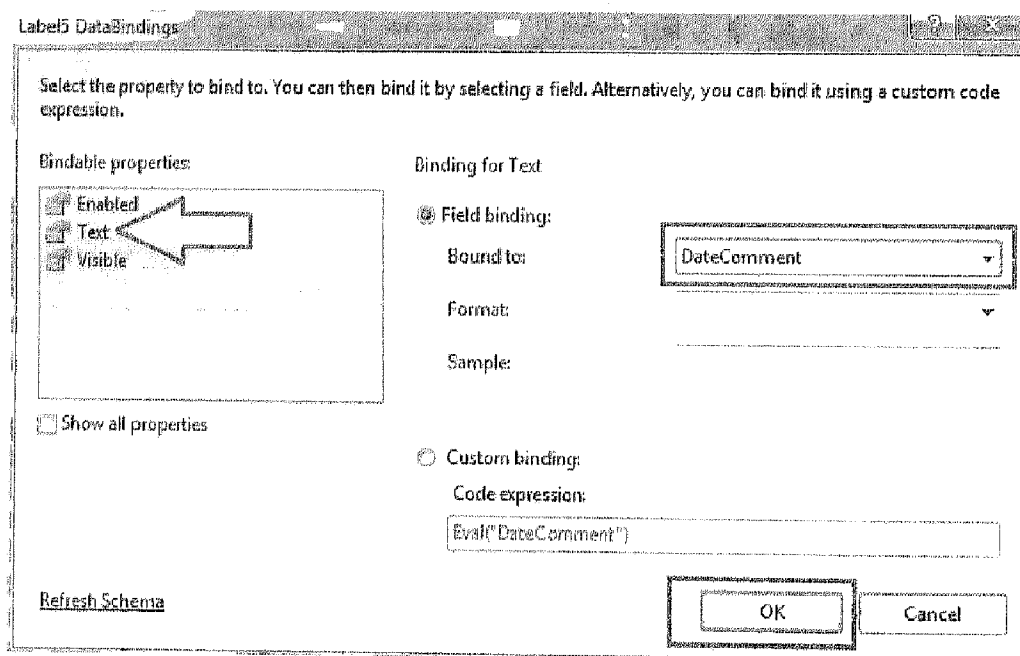 Label5 DataBindings
Select the property to bind to. You can then bind it by selecting a field. Alternatively, you can bind it using a custom code
expression.
Bindable properties:
Enabled
Text
Visible
Show all properties
Binding for Text
Field binding:
Bound to:
DateComment
Format:
Sample:
Custom binding:
Code expression:
Eval("DateComment")
Refresh Schema
OK
Cancel